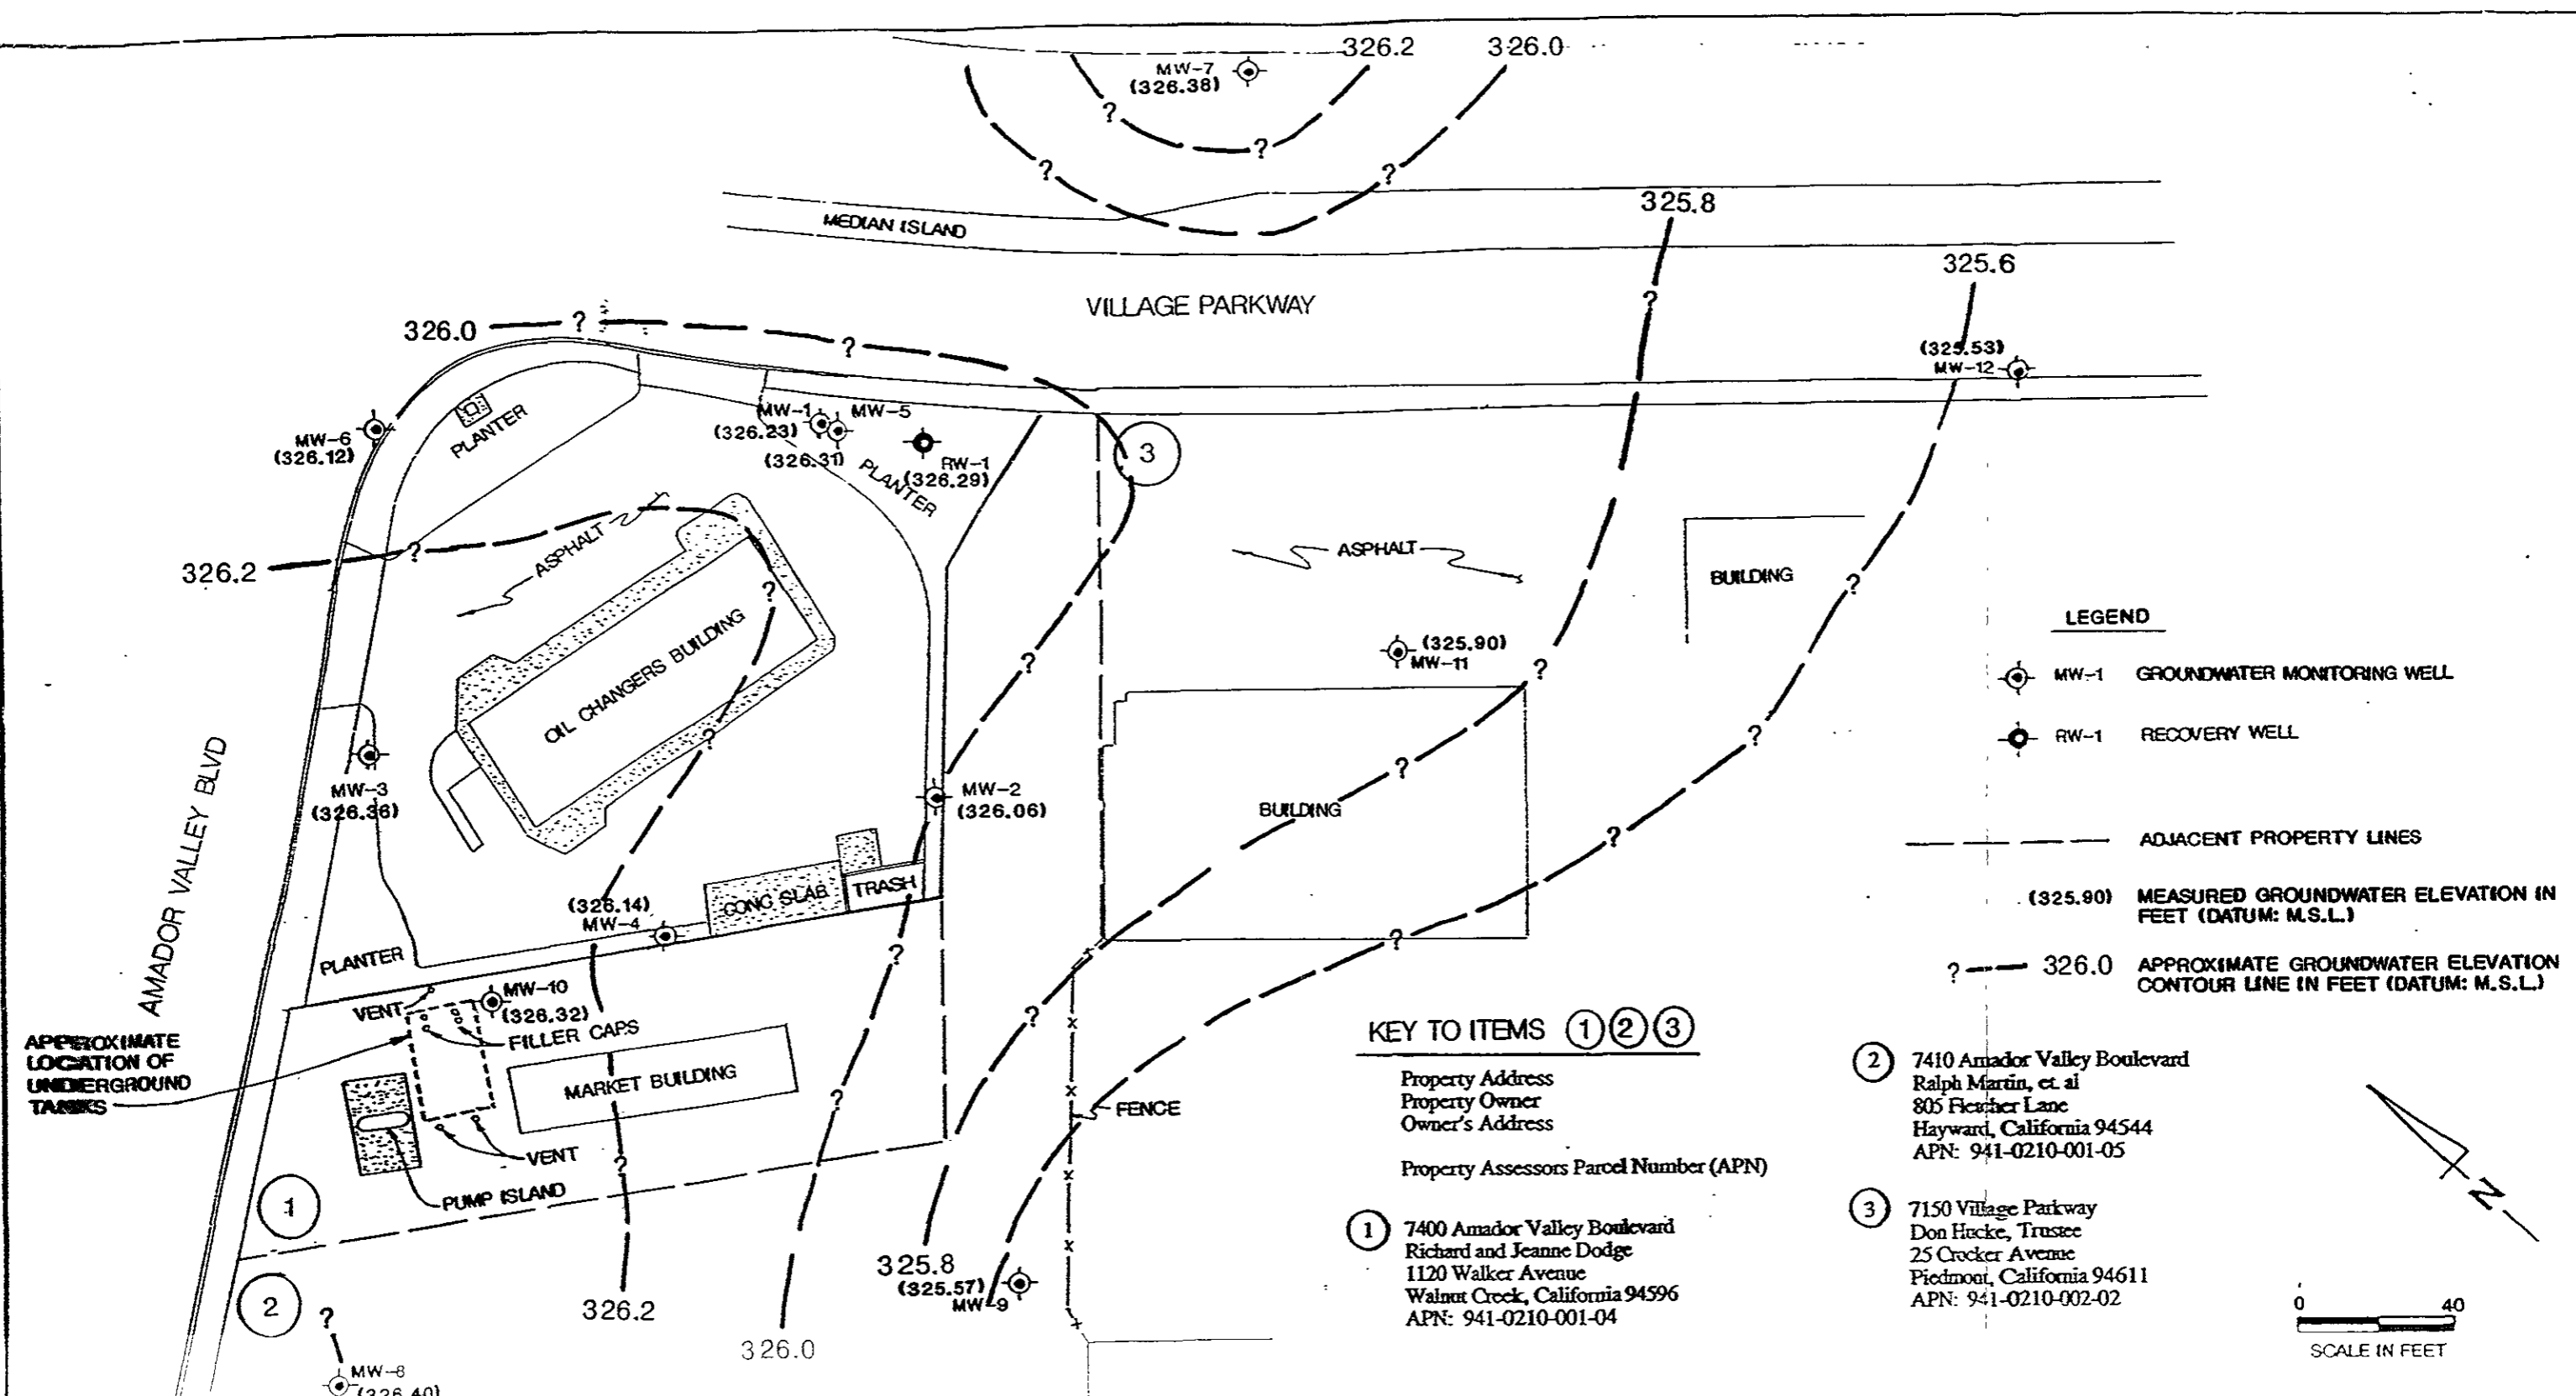 326.2
326.0
MW-7
(326.38)
325.8
MEDIAN ISLAND
325.6
VILLAGE PARKWAY
326.0
?
(325.53)
MW-12
MW-6
(326.12)
PLANTER
MW-1
MW-5
(326.23)
(326.31)
RW-1
(326.29)
PLANTER
3
326.2
ASPHALT
ASPHALT
BUILDING
OIL CHANGERS BUILDING
(325.90)
MW-11
LEGEND
MW-1 GROUNDWATER MONITORING WELL
RW-1 RECOVERY WELL
ADJACENT PROPERTY LINES
(325.90) MEASURED GROUNDWATER ELEVATION IN
FEET (DATUM: M.S.L.)
? 326.0 APPROXIMATE GROUNDWATER ELEVATION
CONTOUR LINE IN FEET (DATUM: M.S.L.)
AMADOR VALLEY BLVD
MW-3
(326.36)
MW-2
(326.06)
BUILDING
CONC SLAB
TRASH
(326.14)
MW-4
PLANTER
VENT
MW-10
(326.32)
FILLER CAPS
APPROXIMATE
LOCATION OF
UNDERGROUND
TANKS
MARKET BUILDING
FENCE
VENT
PUMP ISLAND
1
2
325.8
(325.57)
MW-9
326.2
326.0
MW-8
(326.40)
KEY TO ITEMS 1 2 3
Property Address
Property Owner
Owner's Address
Property Assessors Parcel Number (APN)
1 7400 Amador Valley Boulevard
Richard and Jeanne Dodge
1120 Walker Avenue
Walnut Creek, California 94596
APN: 941-0210-001-04
2 7410 Amador Valley Boulevard
Ralph Martin, et. al
805 Fletcher Lane
Hayward, California 94544
APN: 941-0210-001-05
3 7150 Village Parkway
Don Hucke, Trustee
25 Crocker Avenue
Piedmont, California 94611
APN: 941-0210-002-02
N
0 40
SCALE IN FEET